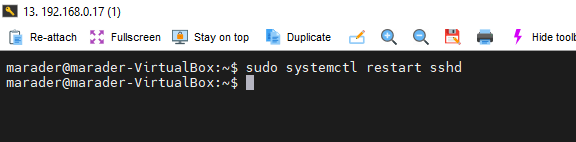 13. 192.168.0.17 (1)
Re-attach Fullscreen Stay on top Duplicate Hide toolb
marader@marader-VirtualBox:~$ sudo systemctl restart sshd
marader@marader-VirtualBox:~$